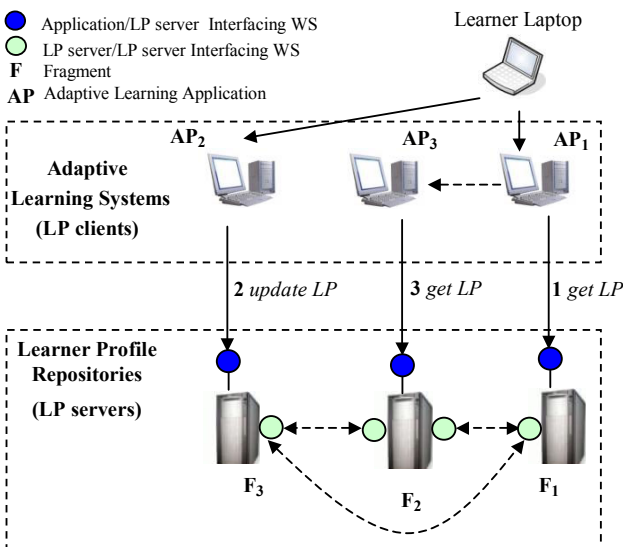 Application/LP server Interfacing WS
LP server/LP server Interfacing WS
F Fragment
AP Adaptive Learning Application
Learner Laptop
AP2
AP3
AP1
Adaptive
Learning Systems
(LP clients)
2 update LP
3 get LP
1 get LP
Learner Profile
Repositories
(LP servers)
F3
F2
F1